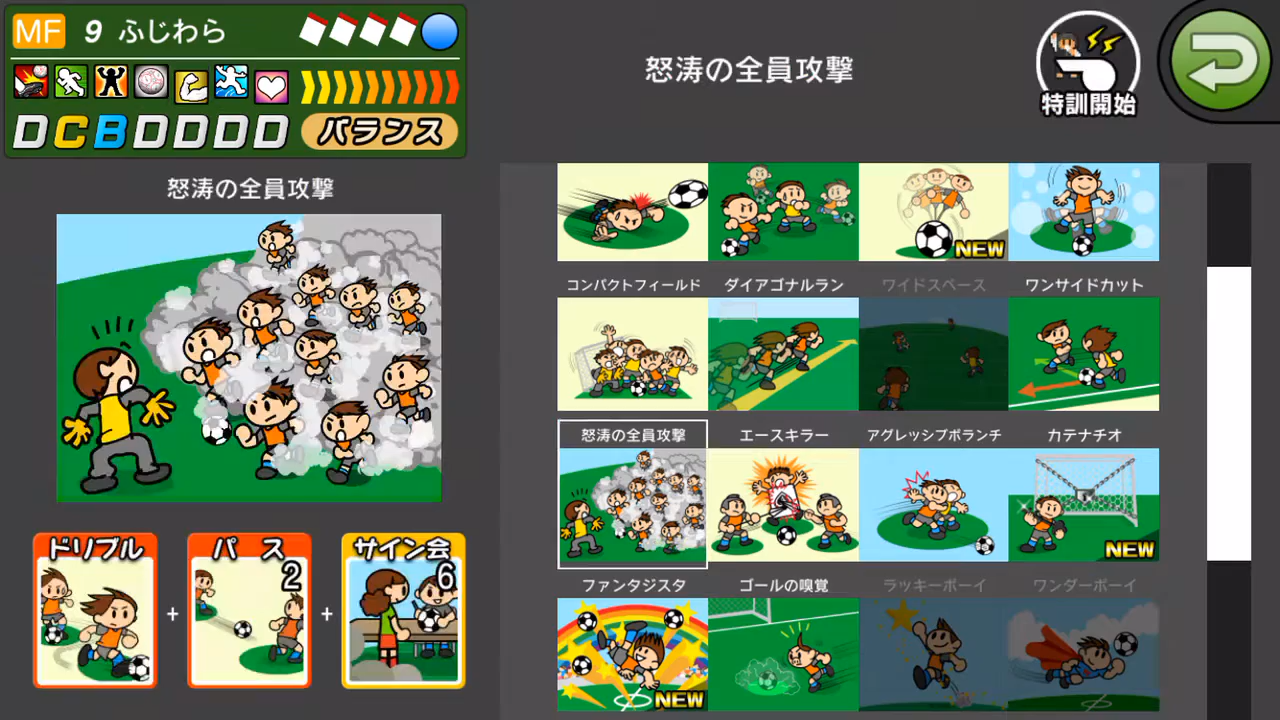 MF 9 ふじわら
D C B D D D D バランス
怒涛の全員攻撃
特訓開始
怒涛の全員攻撃
ドリブル
+
パス
2
+
サイン会
6
NEW
コンパクトフィールド ダイアゴナルラン ワイドスペース ワンサイドカット
怒涛の全員攻撃 エースキラー アグレッシブボランチ カテナチオ
NEW
ファンタジスタ ゴールの嗅覚 ラッキーボーイ ワンダーボーイ
NEW